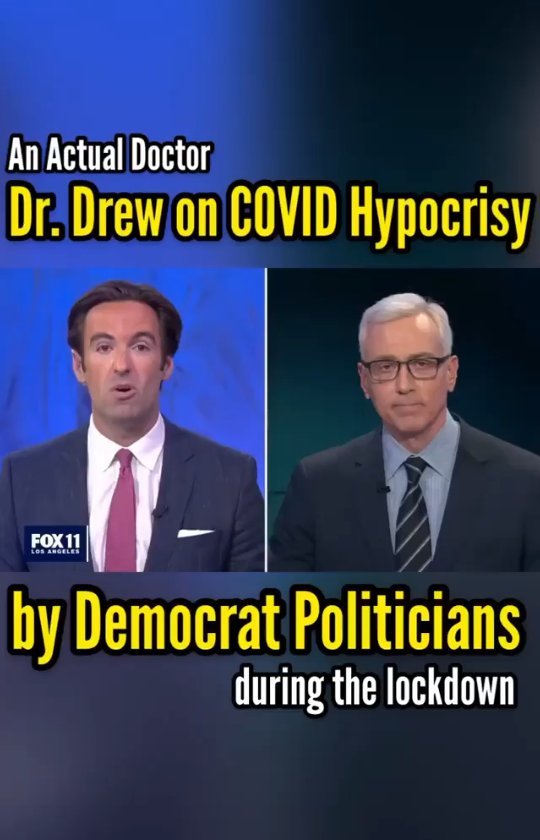 An Actual Doctor
Dr. Drew on COVID Hypocrisy
FOX 11
LOS ANGELES
by Democrat Politicians
during the lockdown